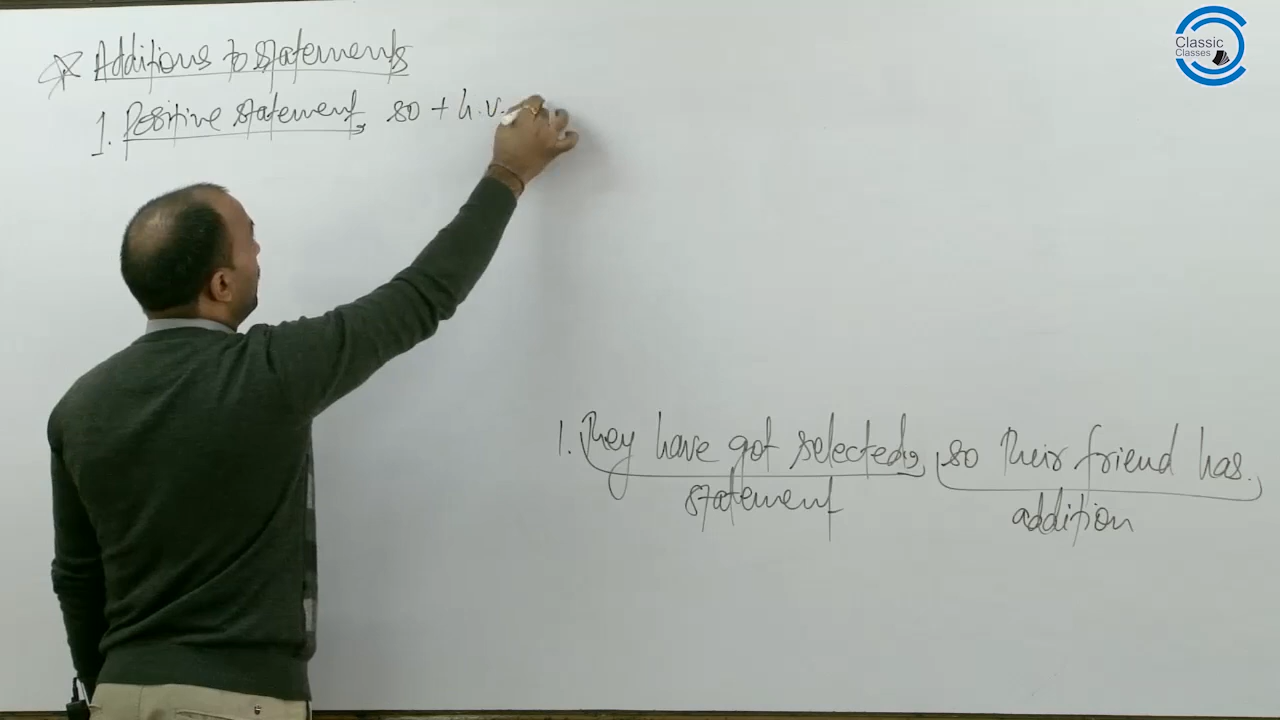 Additions to statements
1. Positive statement, so + h.v.
1. They have got selected, so their friend has.
statement addition
Classic
Classes